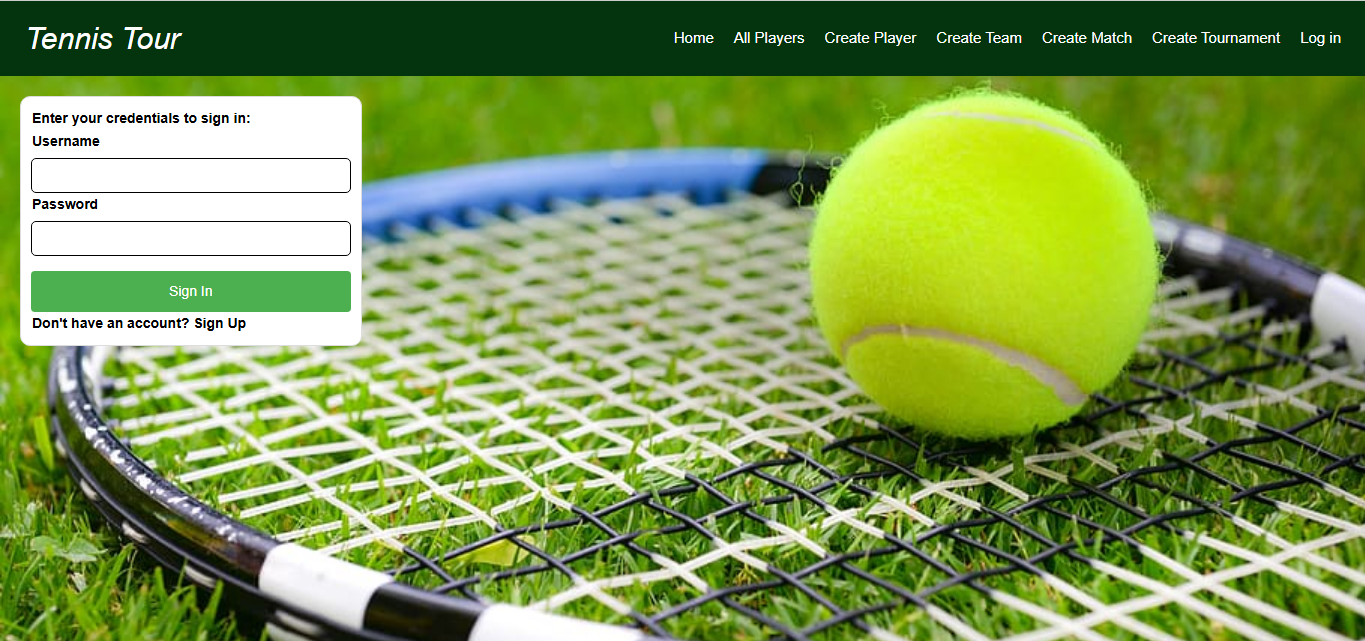 Tennis Tour
Home All Players Create Player Create Team Create Match Create Tournament Log in
Enter your credentials to sign in:
Username
Password
Sign In
Don't have an account? Sign Up